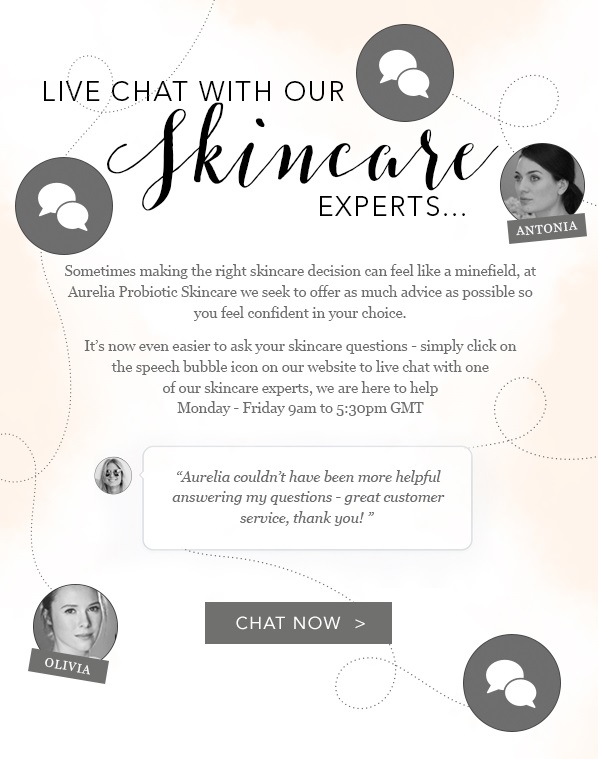 LIVE CHAT WITH OUR
Skincare
EXPERTS...
ANTONIA
Sometimes making the right skincare decision can feel like a minefield, at
Aurelia Probiotic Skincare we seek to offer as much advice as possible so
you feel confident in your choice.
It's now even easier to ask your skincare questions - simply click on
the speech bubble icon on our website to live chat with one
of our skincare experts, we are here to help
Monday - Friday 9am to 5:30pm GMT
“Aurelia couldn't have been more helpful
answering my questions - great customer
service, thank you! ”
CHAT NOW >
OLIVIA